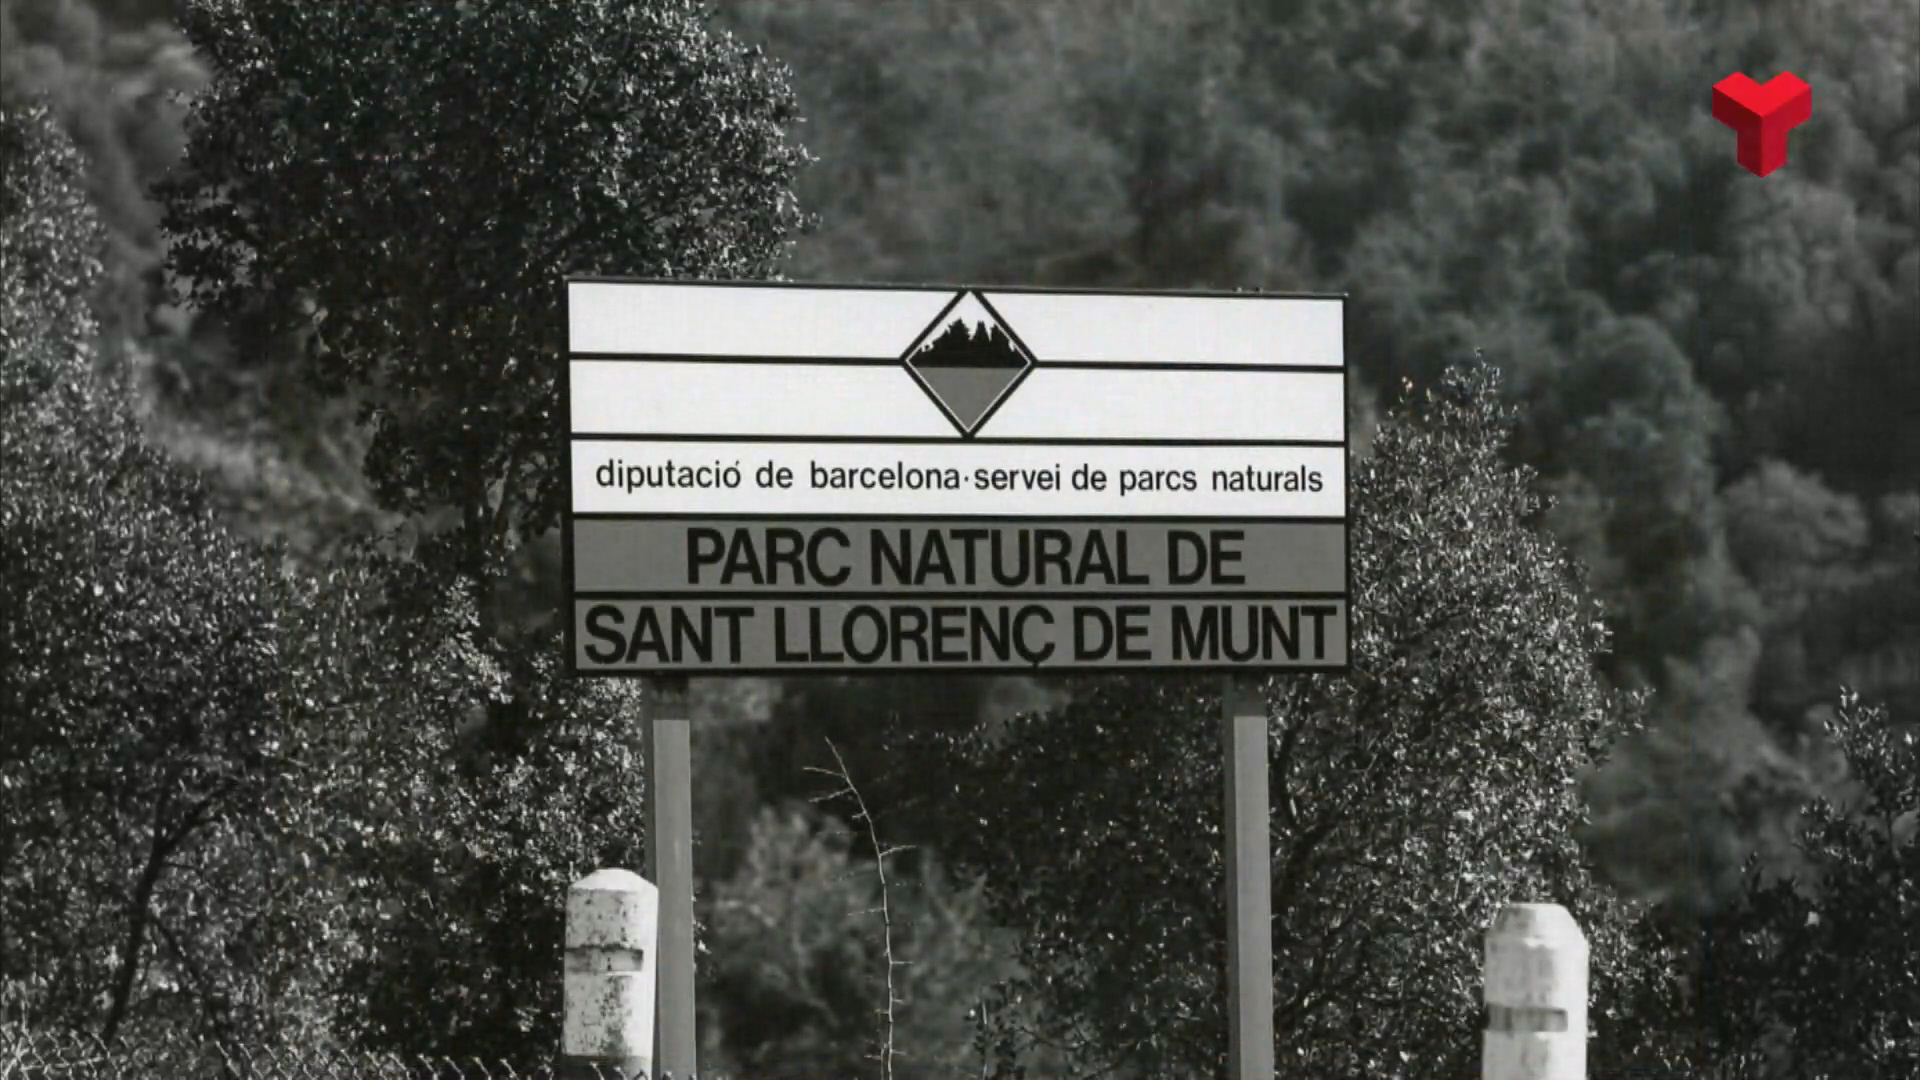 diputació de barcelona·servei de parcs naturals
PARC NATURAL DE
SANT LLORENÇ DE MUNT